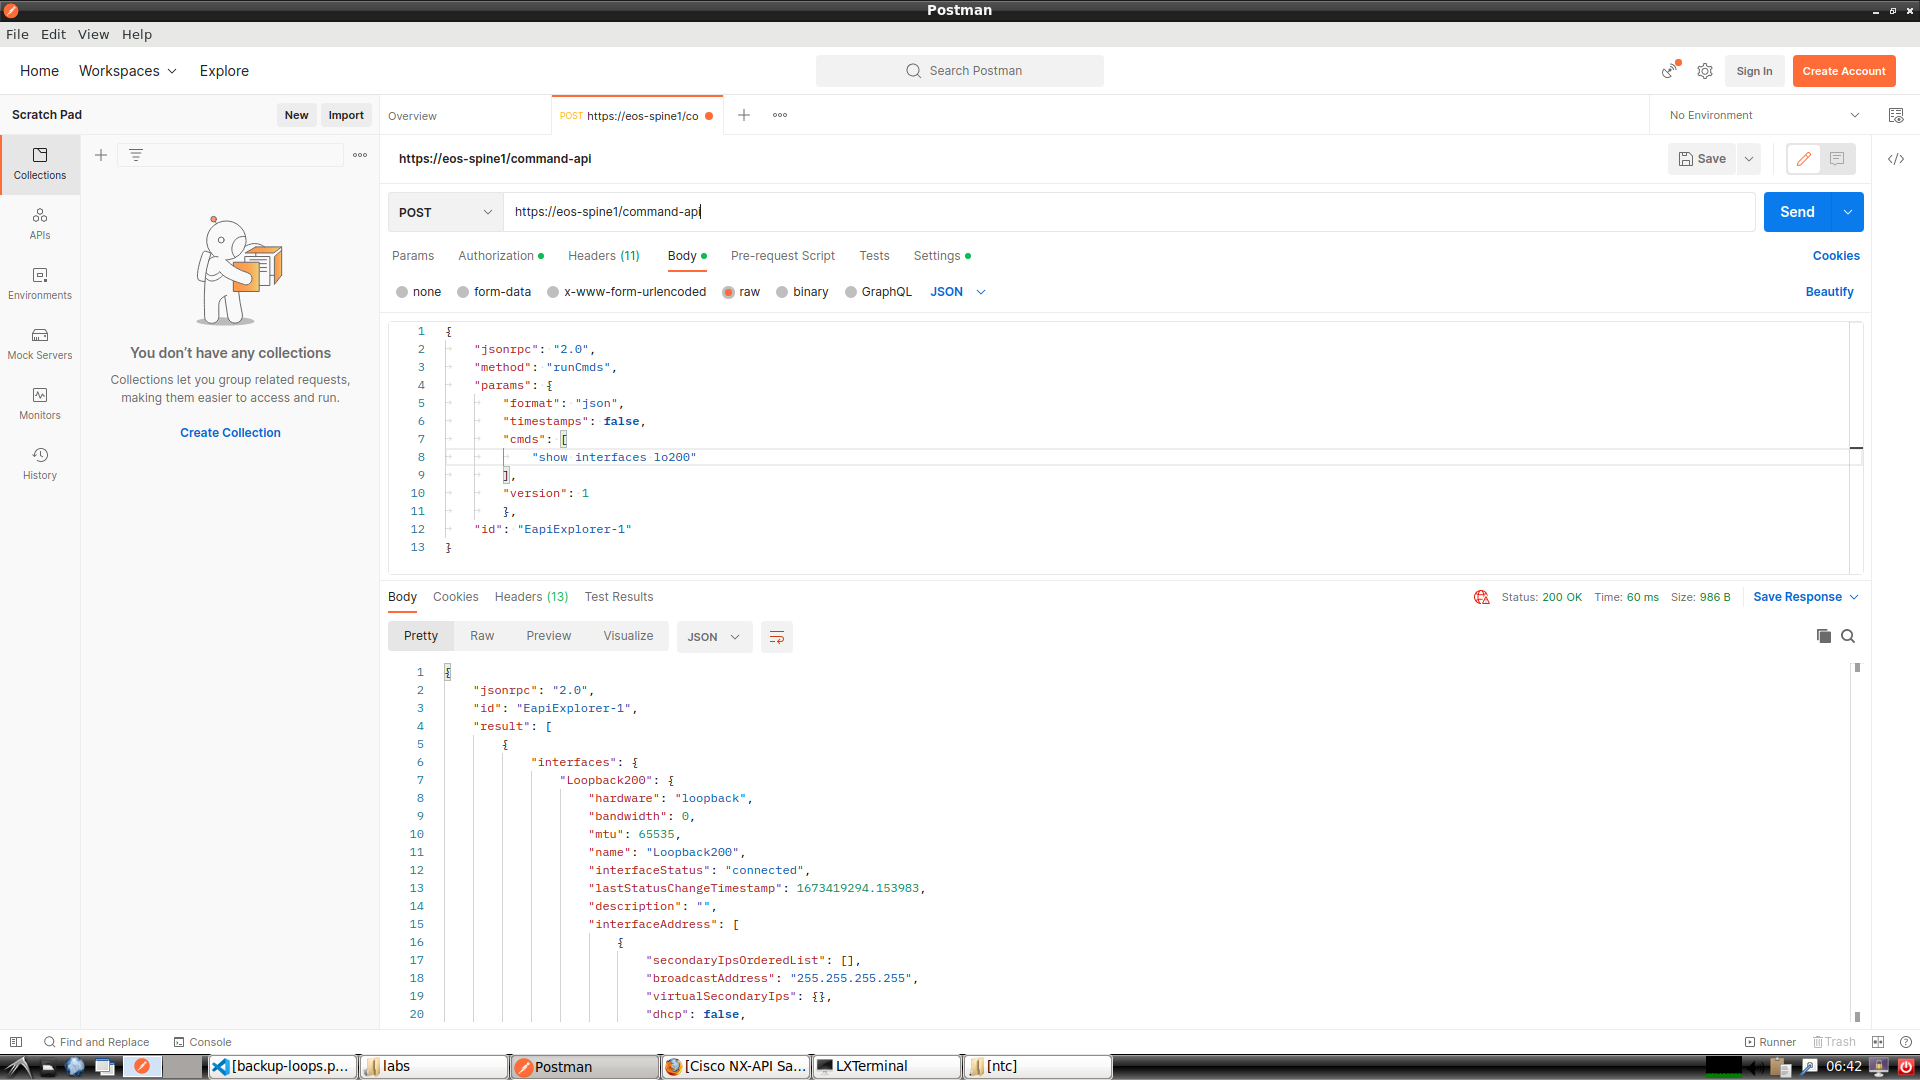 Postman
File Edit View Help
Home Workspaces Explore
Search Postman
Sign In
Create Account
Scratch Pad
New
Import
Overview
POST https://eos-spine1/co
No Environment
Collections
APIs
Environments
Mock Servers
Monitors
History
You don't have any collections
Collections let you group related requests,
making them easier to access and run.
Create Collection
https://eos-spine1/command-api
Save
POST
https://eos-spine1/command-api
Send
Params Authorization Headers (11) Body Pre-request Script Tests Settings
Cookies
none form-data x-www-form-urlencoded raw binary GraphQL JSON
Beautify
1 {
2 "jsonrpc": "2.0",
3 "method": "runCmds",
4 "params": {
5 "format": "json",
6 "timestamps": false,
7 "cmds": [
8 "show interfaces lo200"
9 ],
10 "version": 1
11 },
12 "id": "EapiExplorer-1"
13 }
Body Cookies Headers (13) Test Results
Status: 200 OK Time: 60 ms Size: 986 B
Save Response
Pretty Raw Preview Visualize JSON
1 {
2 "jsonrpc": "2.0",
3 "id": "EapiExplorer-1",
4 "result": [
5 {
6 "interfaces": {
7 "Loopback200": {
8 "hardware": "loopback",
9 "bandwidth": 0,
10 "mtu": 65535,
11 "name": "Loopback200",
12 "interfaceStatus": "connected",
13 "lastStatusChangeTimestamp": 1673419294.153983,
14 "description": "",
15 "interfaceAddress": [
16 {
17 "secondaryIpsOrderedList": [],
18 "broadcastAddress": "255.255.255.255",
19 "virtualSecondaryIps": {},
20 "dhcp": false,
Find and Replace Console
Runner Trash
[backup-loops.p... labs Postman [Cisco NX-API Sa... LXTerminal [ntc] 06:42